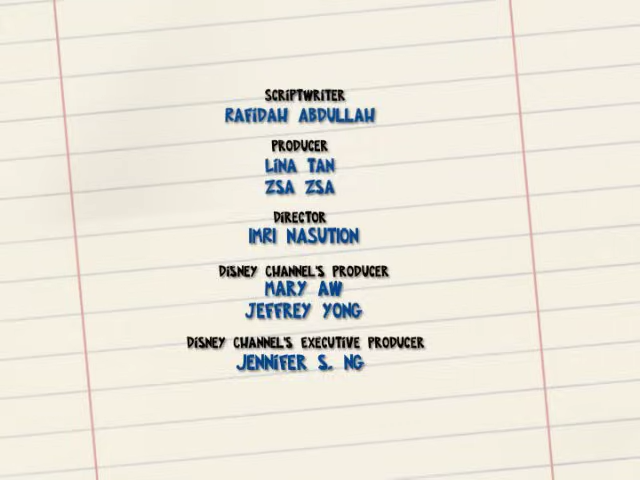 SCRIPTWRITER
RAFIDAH ABDULLAH
PRODUCER
LINA TAN
ZSA ZSA
DIRECTOR
IMRI NASUTION
DISNEY CHANNEL'S PRODUCER
MARY AW
JEFFREY YONG
DISNEY CHANNEL'S EXECUTIVE PRODUCER
JENNIFER S. NG